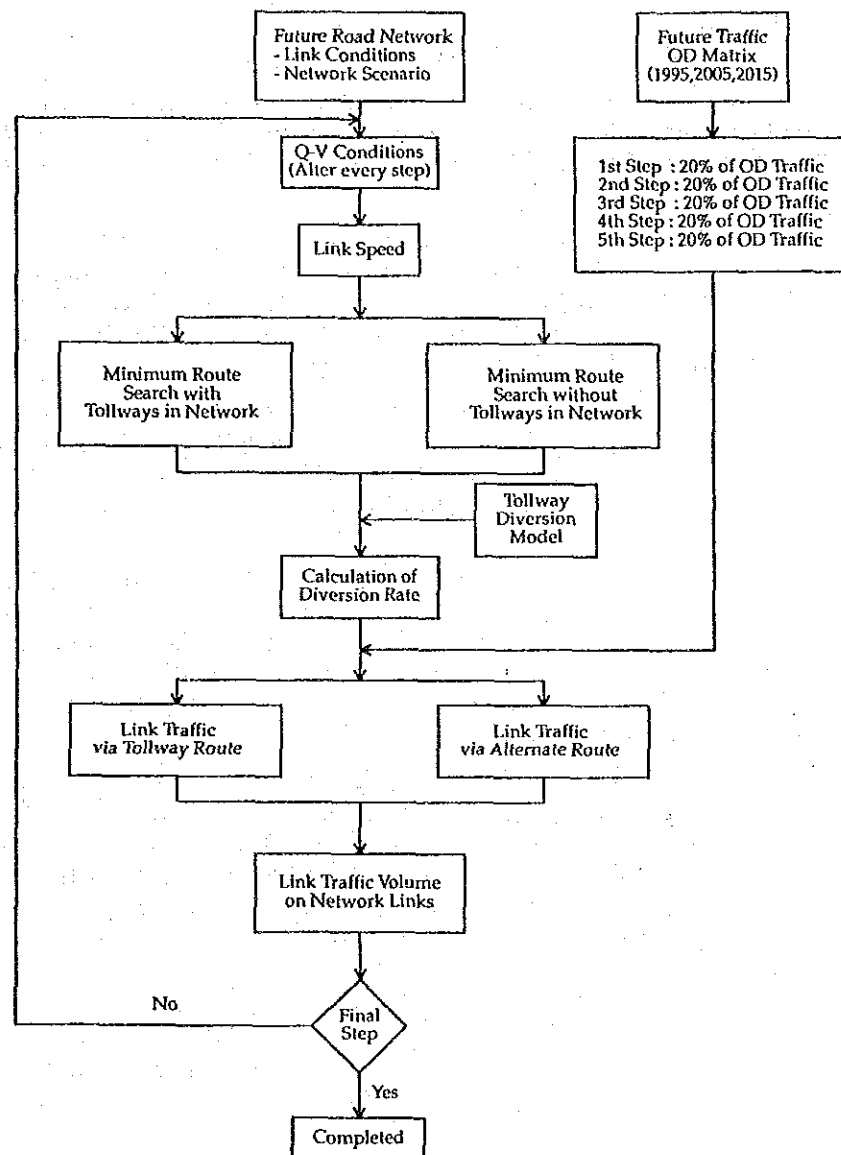 Future Road Network
- Link Conditions
- Network Scenario
Future Traffic
OD Matrix
(1995,2005,2015)
Q-V Conditions
(Alter every step)
1st Step : 20% of OD Traffic
2nd Step : 20% of OD Traffic
3rd Step : 20% of OD Traffic
4th Step : 20% of OD Traffic
5th Step : 20% of OD Traffic
Link Speed
Minimum Route
Search with
Tollways in Network
Minimum Route
Search without
Tollways in Network
Tollway
Diversion
Model
Calculation of
Diversion Rate
Link Traffic
via Tollway Route
Link Traffic
via Alternate Route
Link Traffic Volume
on Network Links
No
Final
Step
Yes
Completed